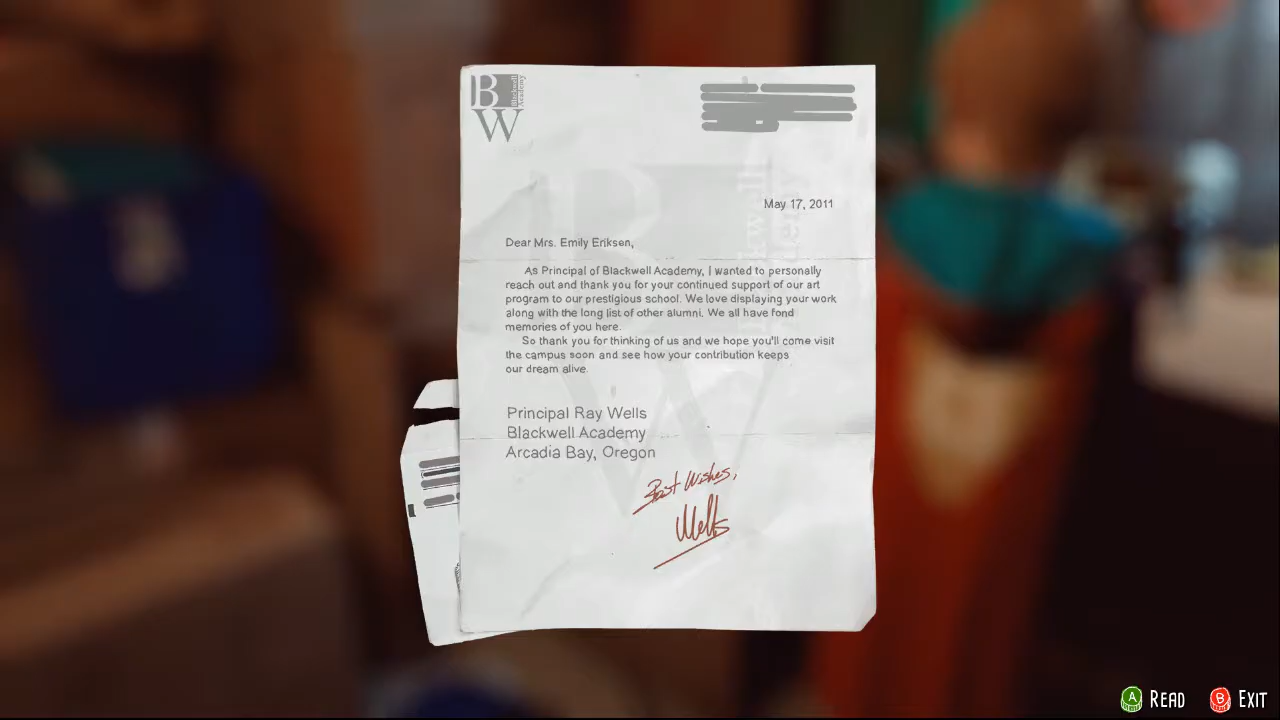 B
W
Blackwell
Academy
May 17, 2011
Dear Mrs. Emily Eriksen,
As Principal of Blackwell Academy, I wanted to personally
reach out and thank you for your continued support of our art
program to our prestigious school. We love displaying your work
along with the long list of other alumni. We all have fond
memories of you here.
So thank you for thinking of us and we hope you'll come visit
the campus soon and see how your contribution keeps
our dream alive.
Principal Ray Wells
Blackwell Academy
Arcadia Bay, Oregon
Best Wishes,
Wells
A READ B EXIT